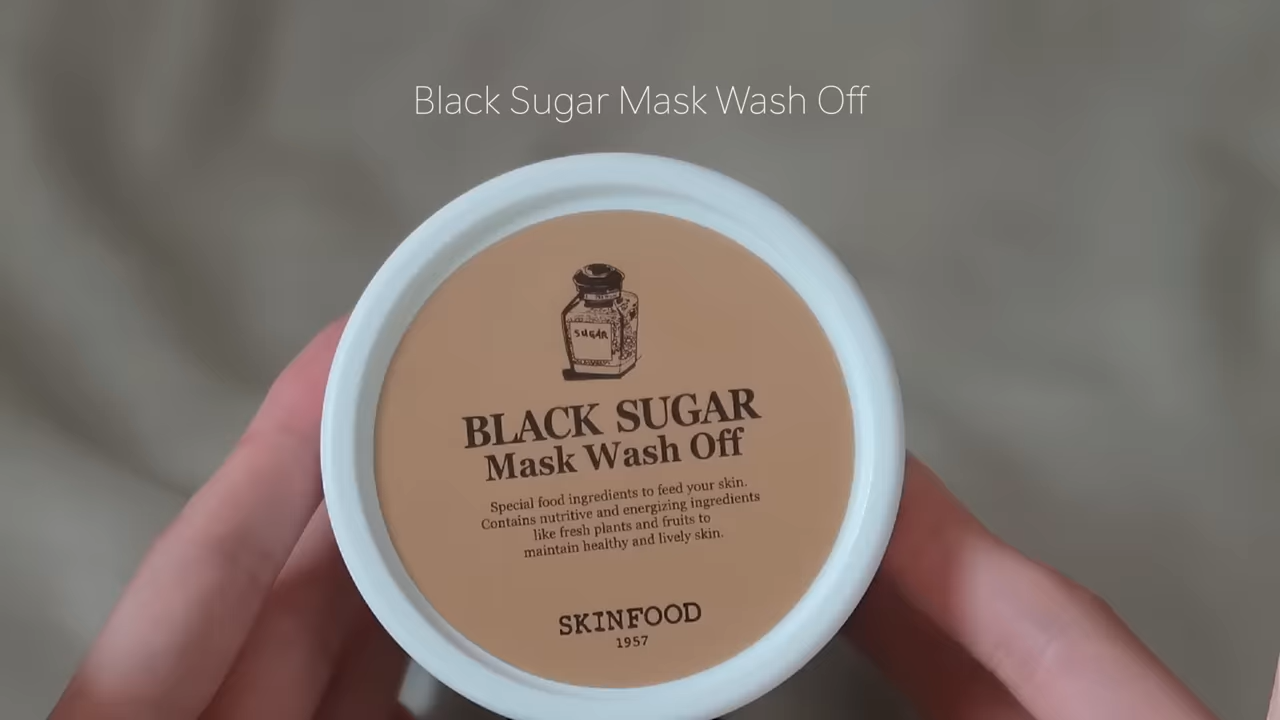 Black Sugar Mask Wash Off
SUGAR
BLACK SUGAR
Mask Wash Off
Special food ingredients to feed your skin.
Contains nutritive and energizing ingredients
like fresh plants and fruits to
maintain healthy and lively skin.
SKINFOOD
1957